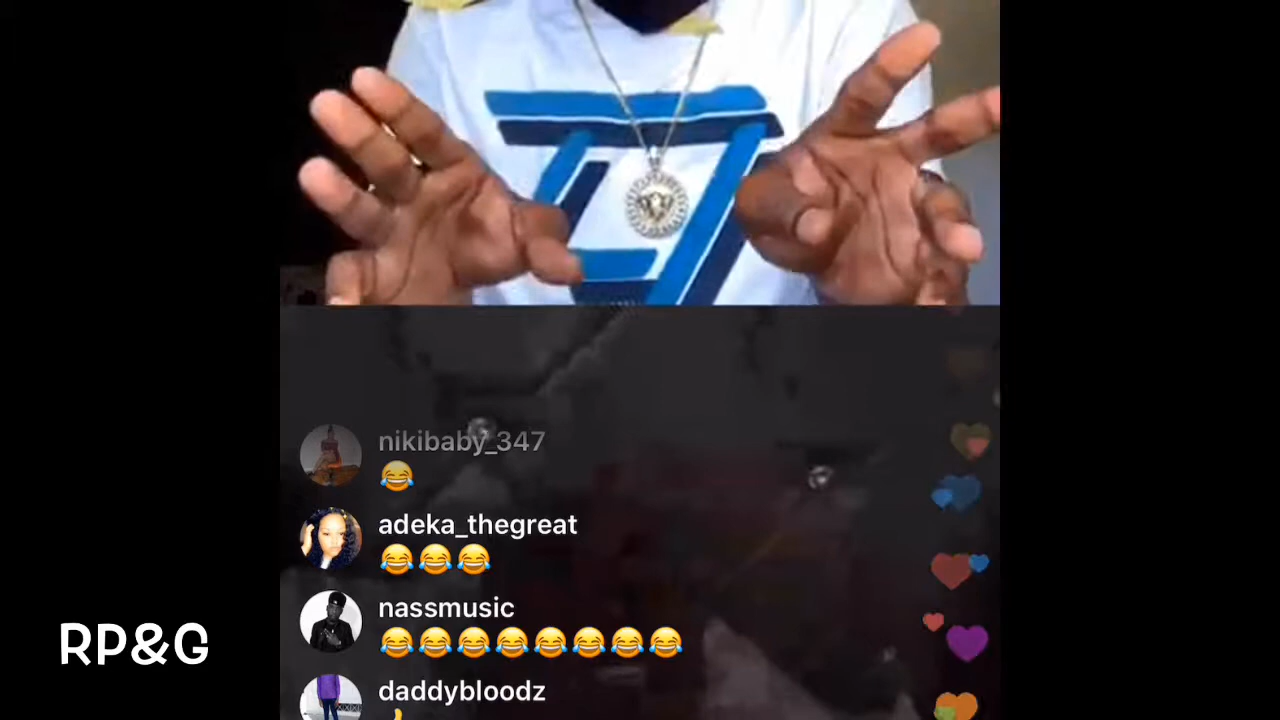 nikibaby_347
😂
adeka_thegreat
😂😂😂
nassmusic
😂😂😂😂😂😂😂😂
RP&G
daddybloodz